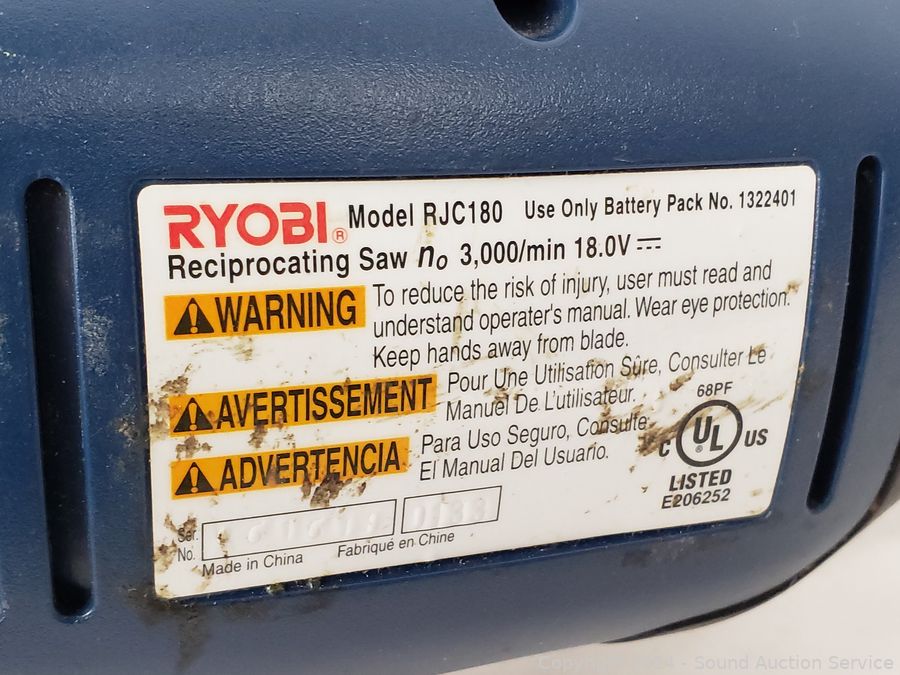 RYOBI® Model RJC180 Use Only Battery Pack No. 1322401
Reciprocating Saw no 3,000/min 18.0V
WARNING To reduce the risk of injury, user must read and
understand operater's manual. Wear eye protection.
Keep hands away from blade.
AVERTISSEMENT Pour Une Utilisation Sûre, Consulter Le
Manuel De L'utilisateur.
ADVERTENCIA Para Uso Seguro, Consulte
El Manual Del Usuario.
68PF
C UL US
LISTED
E206252
Ser.
No.
Made in China Fabriqué en Chine
Copyright 2024 - Sound Auction Service